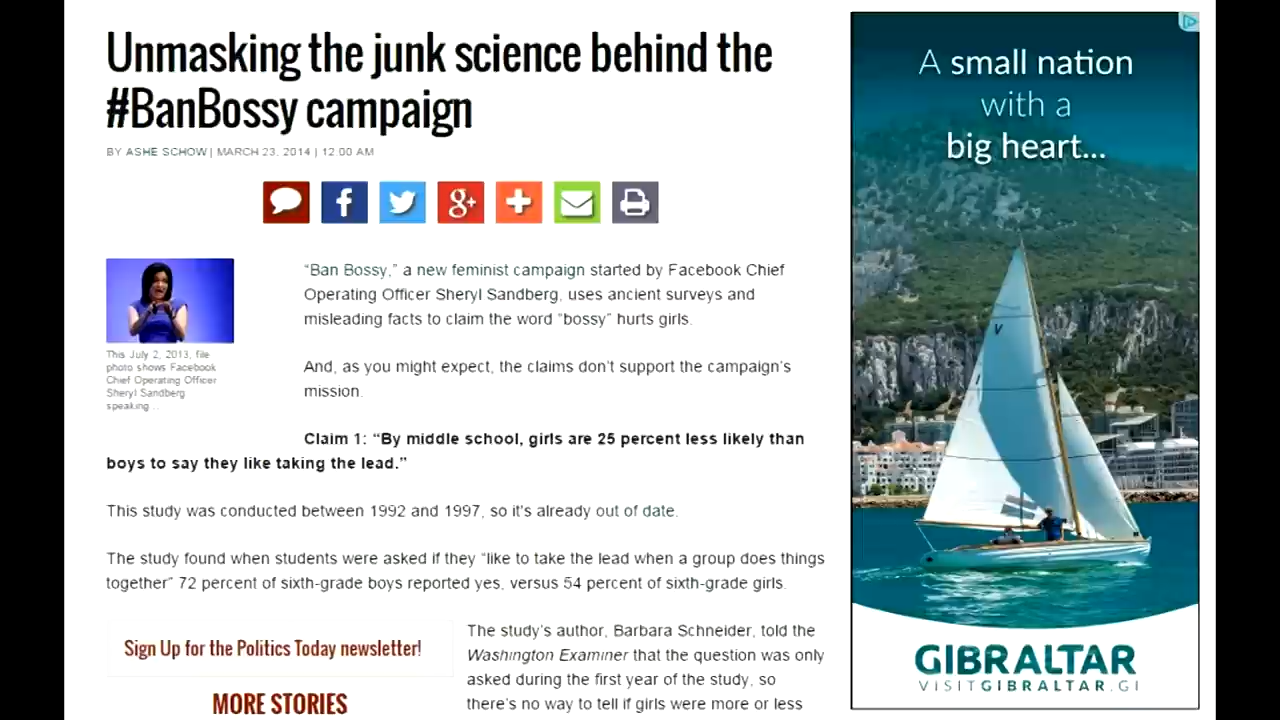 Unmasking the junk science behind the
#BanBossy campaign
BY ASHE SCHOW | MARCH 23, 2014 | 12:00 AM
This July 2, 2013, file
photo shows Facebook
Chief Operating Officer
Sheryl Sandberg
speaking...
“Ban Bossy,” a new feminist campaign started by Facebook Chief
Operating Officer Sheryl Sandberg, uses ancient surveys and
misleading facts to claim the word “bossy” hurts girls.
And, as you might expect, the claims don’t support the campaign’s
mission.
Claim 1: “By middle school, girls are 25 percent less likely than
boys to say they like taking the lead.”
This study was conducted between 1992 and 1997, so it’s already out of date.
The study found when students were asked if they “like to take the lead when a group does things
together” 72 percent of sixth-grade boys reported yes, versus 54 percent of sixth-grade girls.
Sign Up for the Politics Today newsletter!
MORE STORIES
The study’s author, Barbara Schneider, told the
Washington Examiner that the question was only
asked during the first year of the study, so
there’s no way to tell if girls were more or less
A small nation
with a
big heart...
V
GIBRALTAR
VISITGIBRALTAR.GI